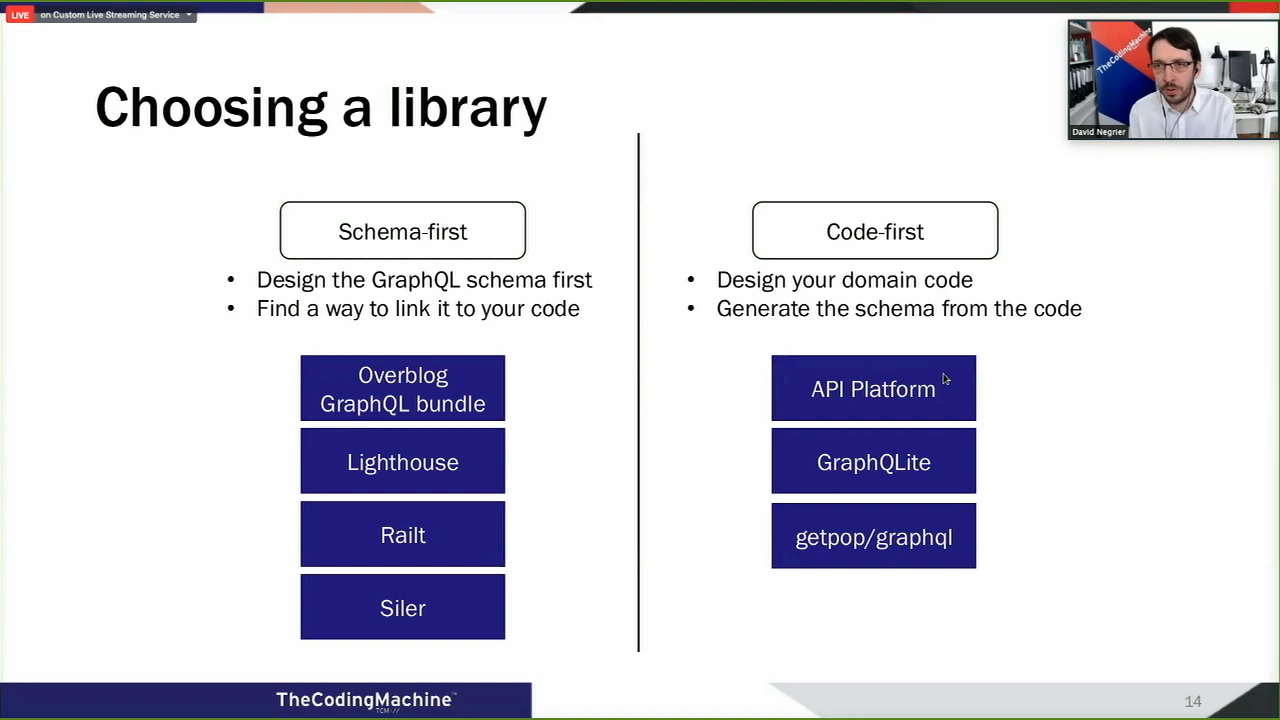 LIVE on Custom Live Streaming Service
TheCodingMachine
David Negrier
Choosing a library
Schema-first
• Design the GraphQL schema first
• Find a way to link it to your code
Overblog
GraphQL bundle
Lighthouse
Railt
Siler
Code-first
• Design your domain code
• Generate the schema from the code
API Platform
GraphQLite
getpop/graphql
TheCodingMachine™
TCM //
14